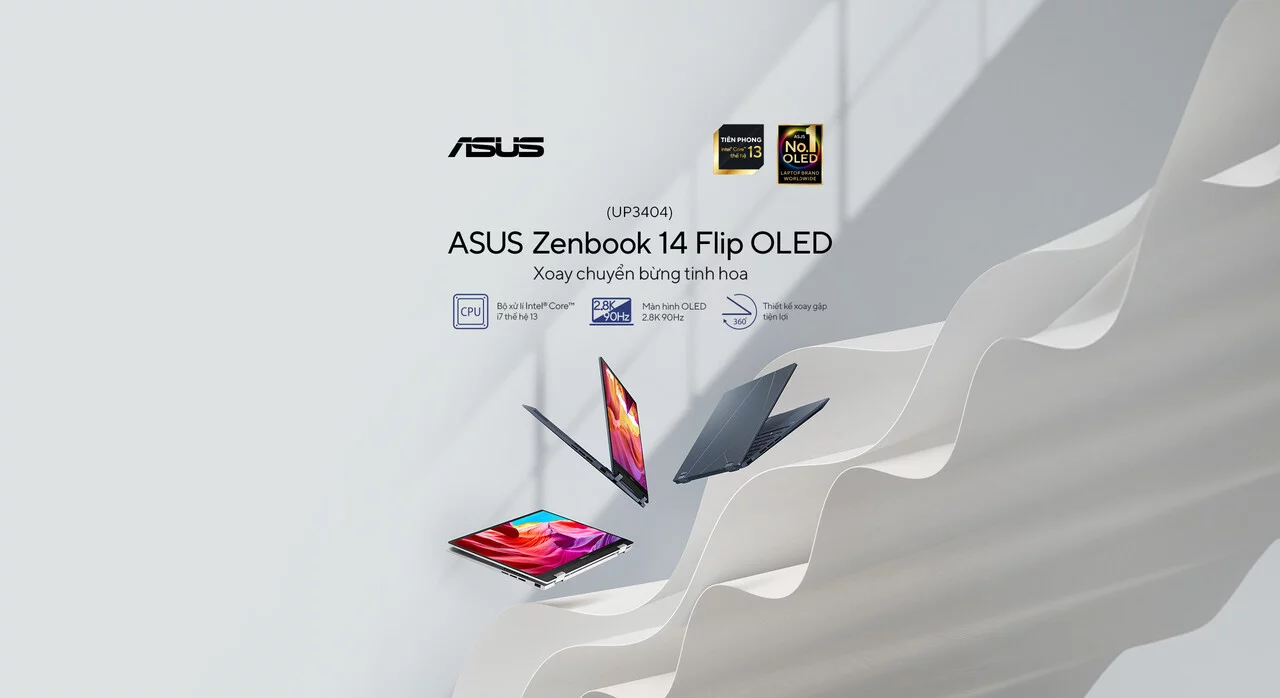 ASUS
TIÊN PHONG
Intel® Core™
thế hệ 13
ASUS
No.1
OLED
LAPTOP BRAND
WORLDWIDE
(UP3404)
ASUS Zenbook 14 Flip OLED
Xoay chuyển bừng tinh hoa
CPU
Bộ xử lí Intel® Core™
i7 thế hệ 13
2.8K
90Hz
Màn hình OLED
2.8K 90Hz
360°
Thiết kế xoay gập
tiện lợi